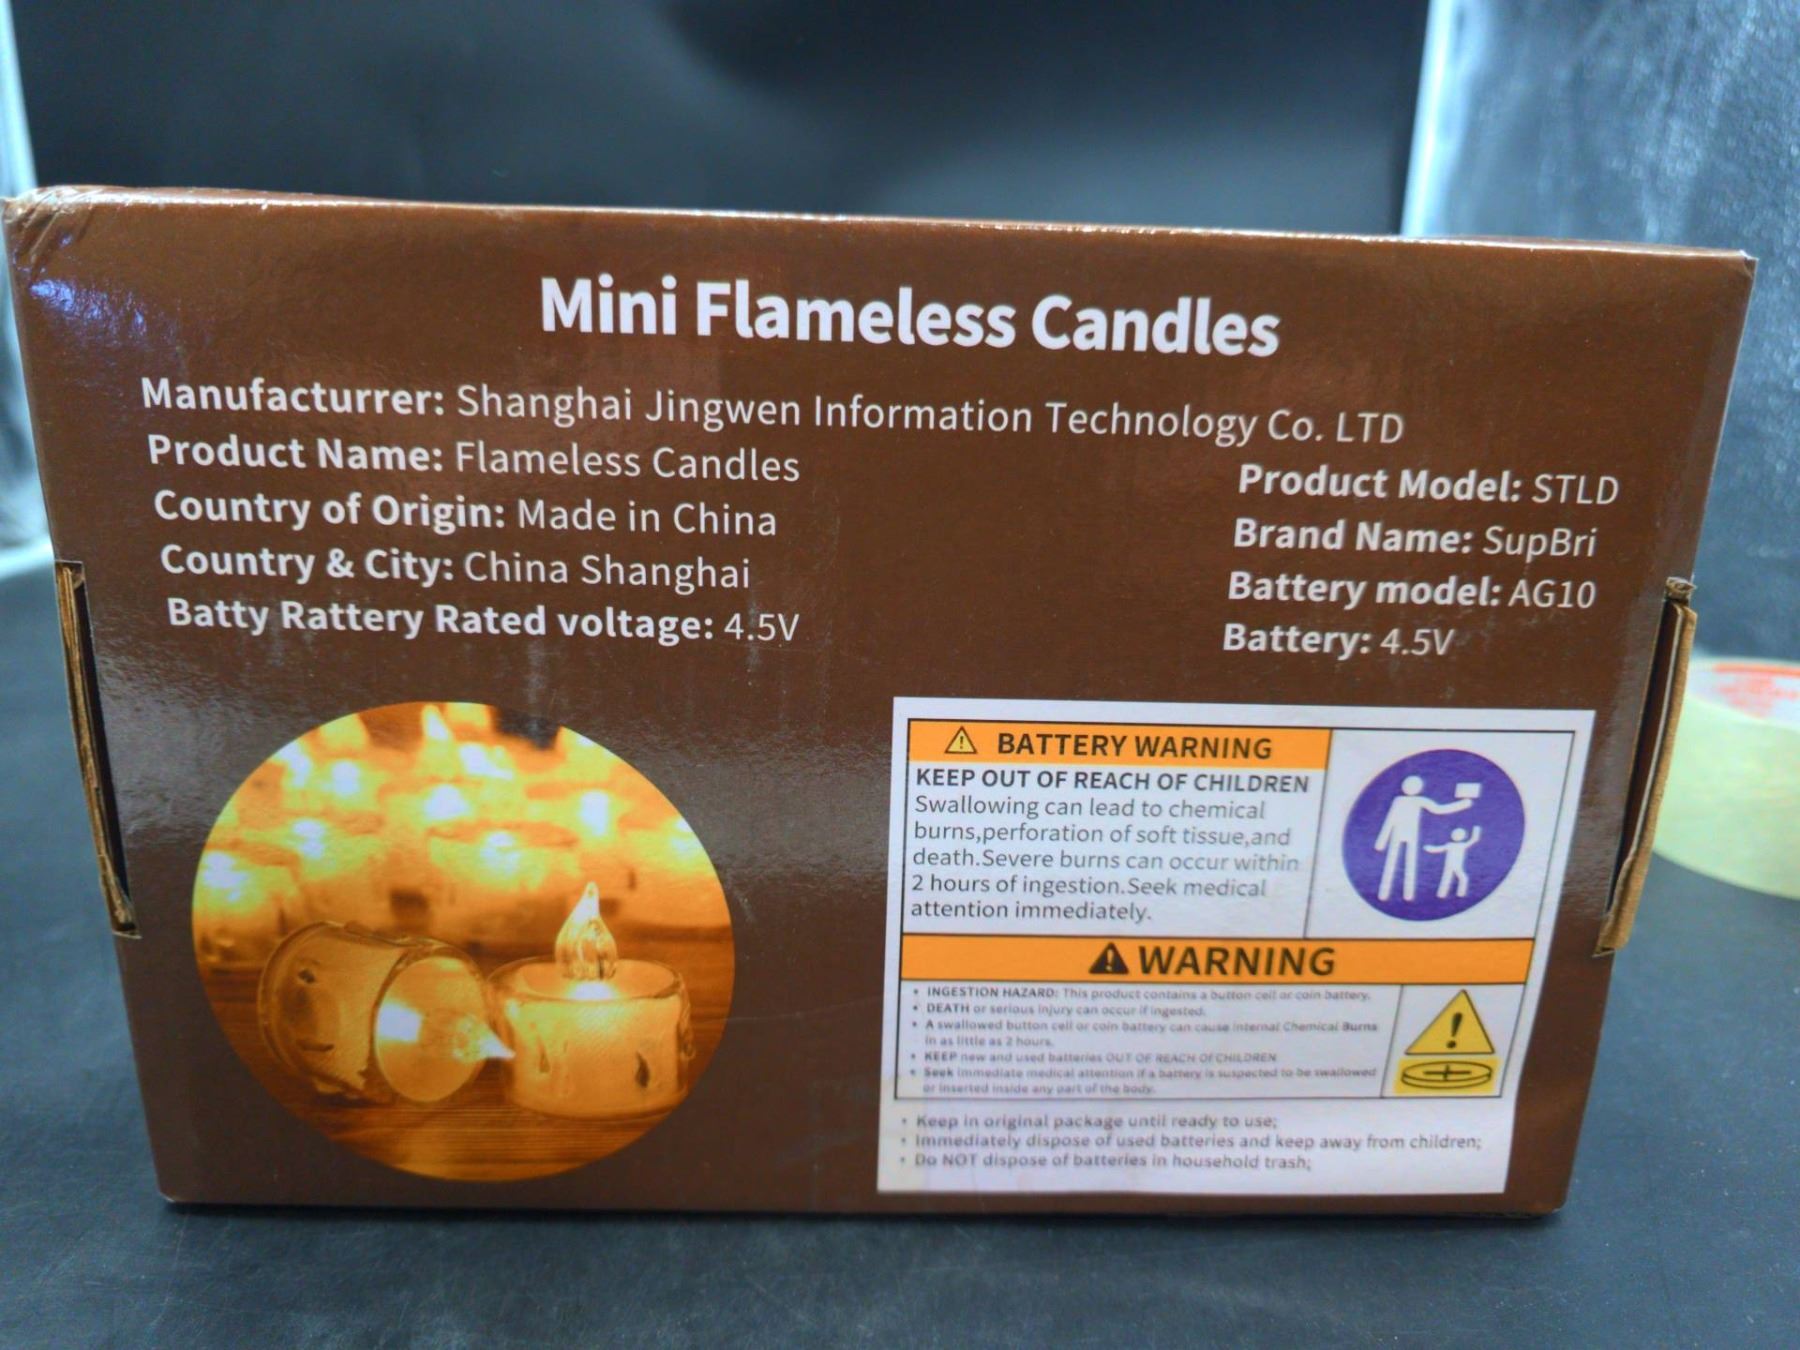 Mini Flameless Candles
Manufacturrer: Shanghai Jingwen Information Technology Co. LTD
Product Name: Flameless Candles
Country of Origin: Made in China
Country & City: China Shanghai
Batty Rattery Rated voltage: 4.5V
Product Model: STLD
Brand Name: SupBri
Battery model: AG10
Battery: 4.5V
BATTERY WARNING
KEEP OUT OF REACH OF CHILDREN
Swallowing can lead to chemical
burns,perforation of soft tissue,and
death.Severe burns can occur within
2 hours of ingestion.Seek medical
attention immediately.
WARNING
• INGESTION HAZARD: This product contains a button cell or coin battery.
• DEATH or serious injury can occur if ingested.
• A swallowed button cell or coin battery can cause Internal Chemical Burns
in as little as 2 hours.
• KEEP new and used batteries OUT OF REACH OF CHILDREN
• Seek immediate medical attention if a battery is suspected to be swallowed
or inserted inside any part of the body.
• Keep in original package until ready to use;
• Immediately dispose of used batteries and keep away from children;
• Do NOT dispose of batteries in household trash;